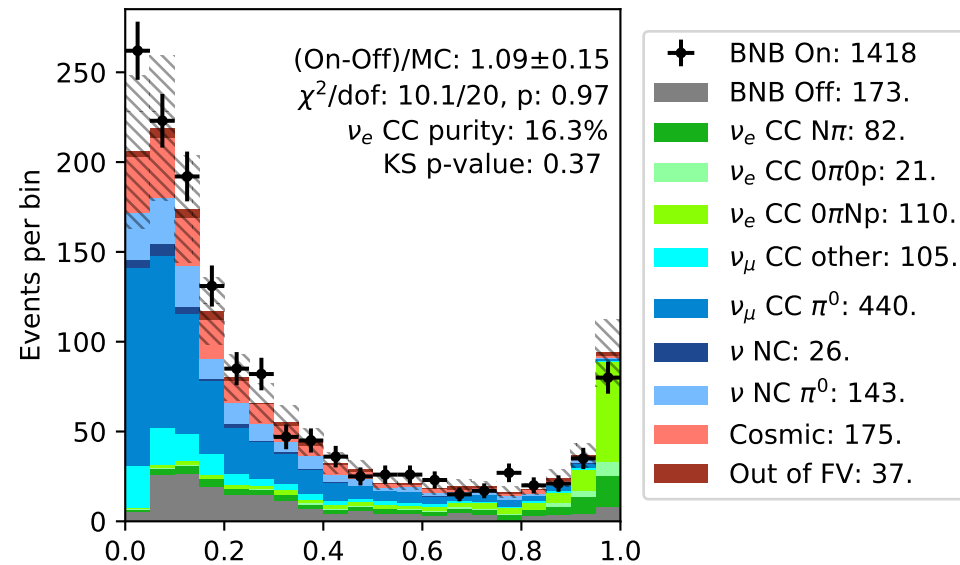 (On-Off)/MC: 1.09±0.15
χ²/dof: 10.1/20, p: 0.97
νₑ CC purity: 16.3%
KS p-value: 0.37
Events per bin
250
200
150
100
50
0
0.0 0.2 0.4 0.6 0.8 1.0
BNB On: 1418
BNB Off: 173.
νₑ CC Nπ: 82.
νₑ CC 0π0p: 21.
νₑ CC 0πNp: 110.
ν_μ CC other: 105.
ν_μ CC π⁰: 440.
ν NC: 26.
ν NC π⁰: 143.
Cosmic: 175.
Out of FV: 37.